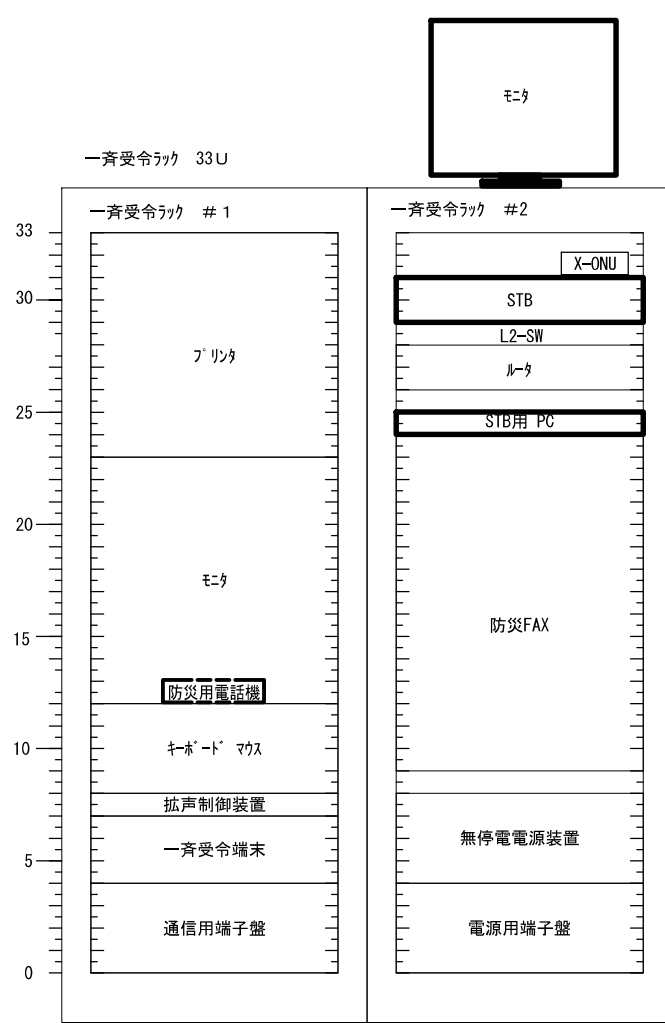 モニタ
一斉受令ラック 33U
一斉受令ラック #1
一斉受令ラック #2
33
X-ONU
30
STB
L2-SW
プリンタ
ルータ
25
STB用 PC
20
モニタ
防災FAX
15
防災用電話機
10
キーボード マウス
拡声制御装置
無停電電源装置
一斉受令端末
5
通信用端子盤
電源用端子盤
0